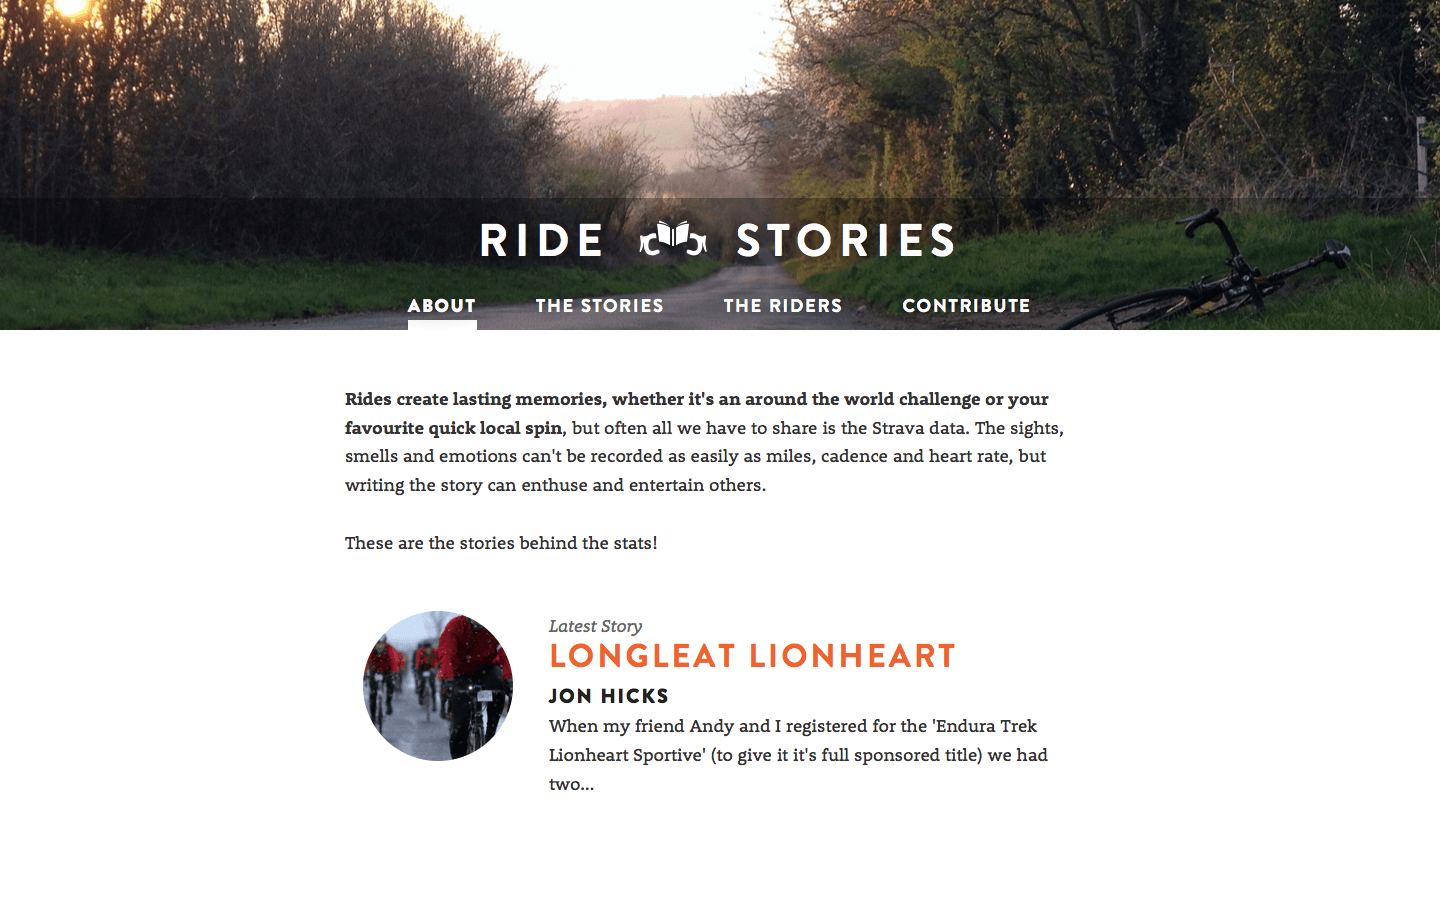 RIDE STORIES
ABOUT THE STORIES THE RIDERS CONTRIBUTE
Rides create lasting memories, whether it's an around the world challenge or your
favourite quick local spin, but often all we have to share is the Strava data. The sights,
smells and emotions can't be recorded as easily as miles, cadence and heart rate, but
writing the story can enthuse and entertain others.
These are the stories behind the stats!
Latest Story
LONGLEAT LIONHEART
JON HICKS
When my friend Andy and I registered for the 'Endura Trek
Lionheart Sportive' (to give it it's full sponsored title) we had
two...